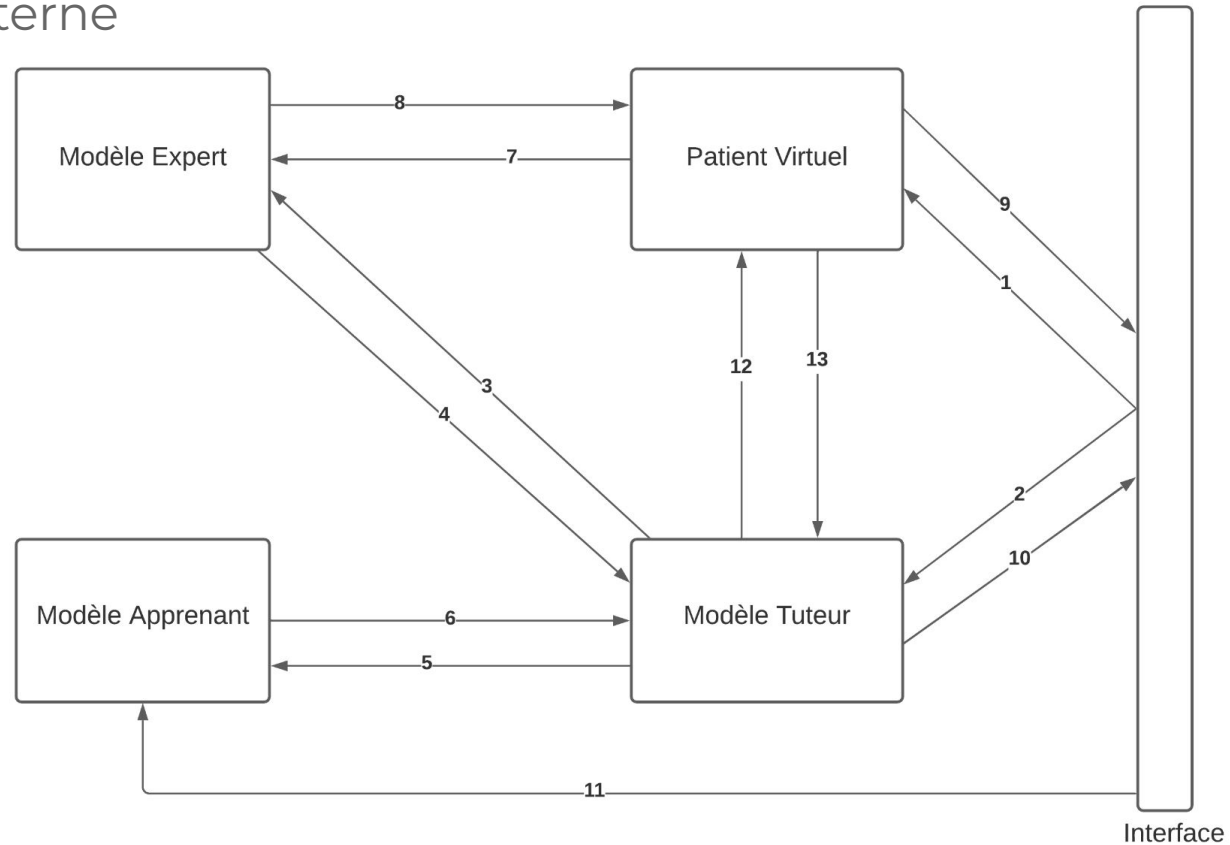 terne
Modèle Expert
8
7
Patient Virtuel
9
1
3
4
12
13
2
10
Modèle Apprenant
6
5
Modèle Tuteur
11
Interface